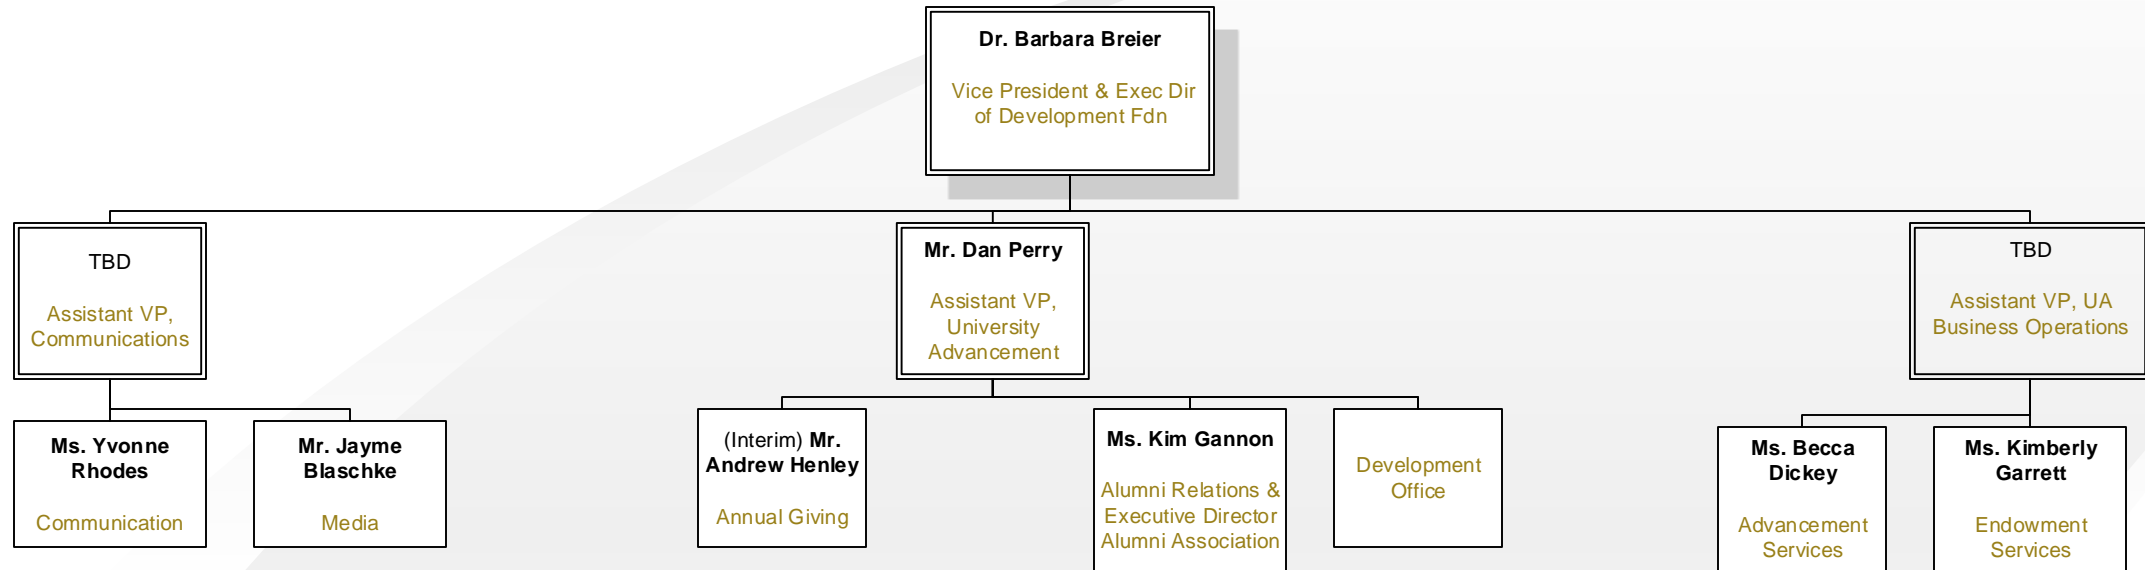 Dr. Barbara Breier
Vice President & Exec Dir
of Development Fdn
TBD
Assistant VP,
Communications
Mr. Dan Perry
Assistant VP,
University
Advancement
TBD
Assistant VP, UA
Business Operations
Ms. Yvonne
Rhodes
Communication
Mr. Jayme
Blaschke
Media
(Interim) Mr.
Andrew Henley
Annual Giving
Ms. Kim Gannon
Alumni Relations &
Executive Director
Alumni Association
Development
Office
Ms. Becca
Dickey
Advancement
Services
Ms. Kimberly
Garrett
Endowment
Services